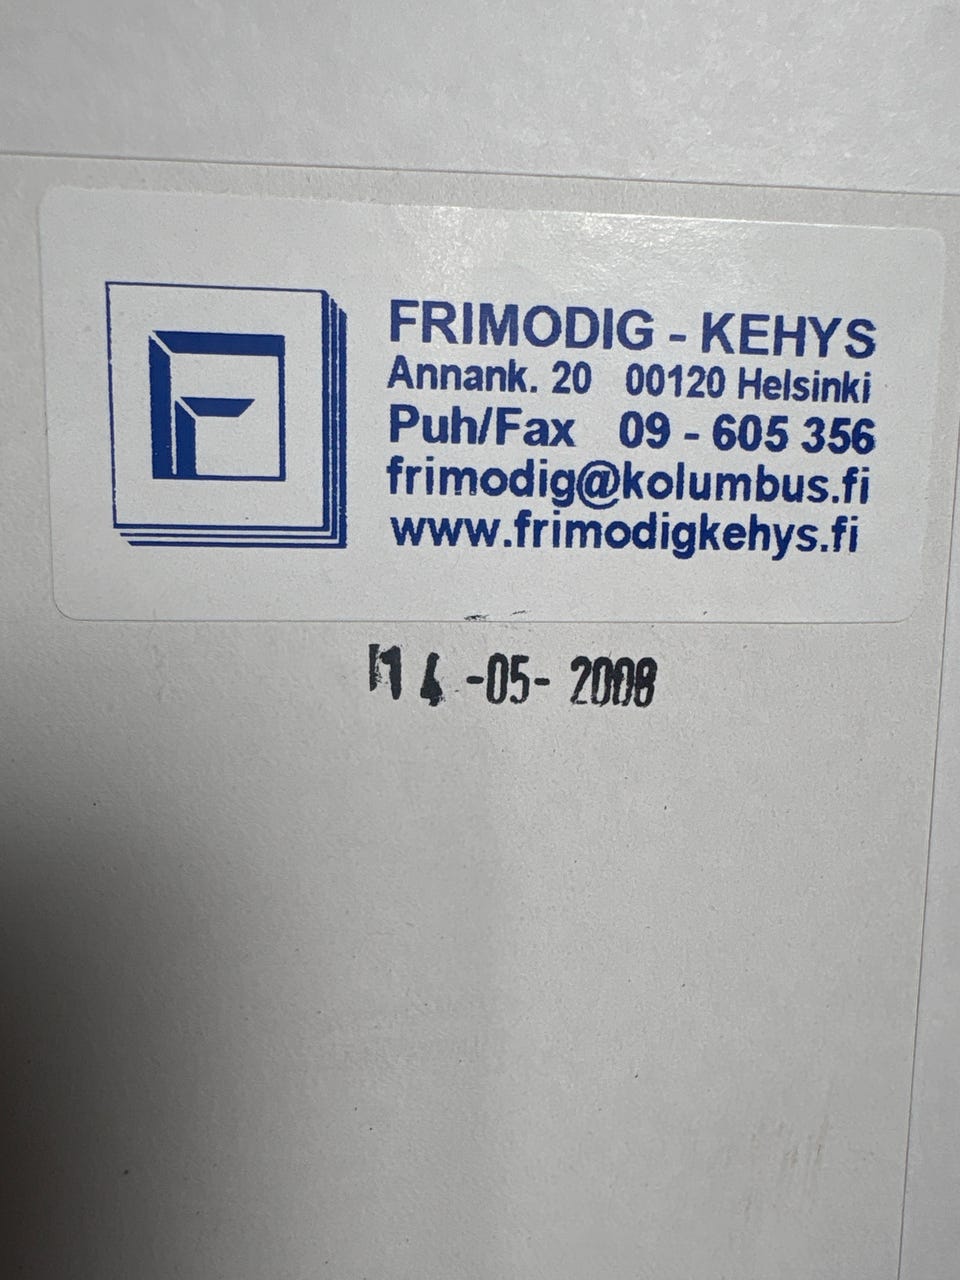 F
FRIMODIG - KEHYS
Annank. 20 00120 Helsinki
Puh/Fax 09 - 605 356
frimodig@kolumbus.fi
www.frimodigkehys.fi
14 -05- 2008